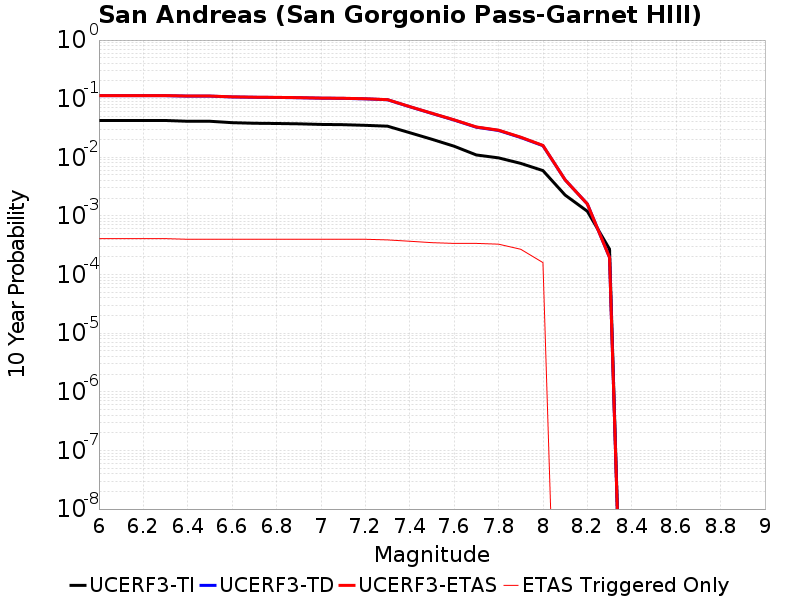 San Andreas (San Gorgonio Pass-Garnet HIll)
10^0
10^-1
10^-2
10^-3
10^-4
10^-5
10^-6
10^-7
10^-8
10 Year Probability
6 6.2 6.4 6.6 6.8 7 7.2 7.4 7.6 7.8 8 8.2 8.4 8.6 8.8 9
Magnitude
UCERF3-TI UCERF3-TD UCERF3-ETAS ETAS Triggered Only